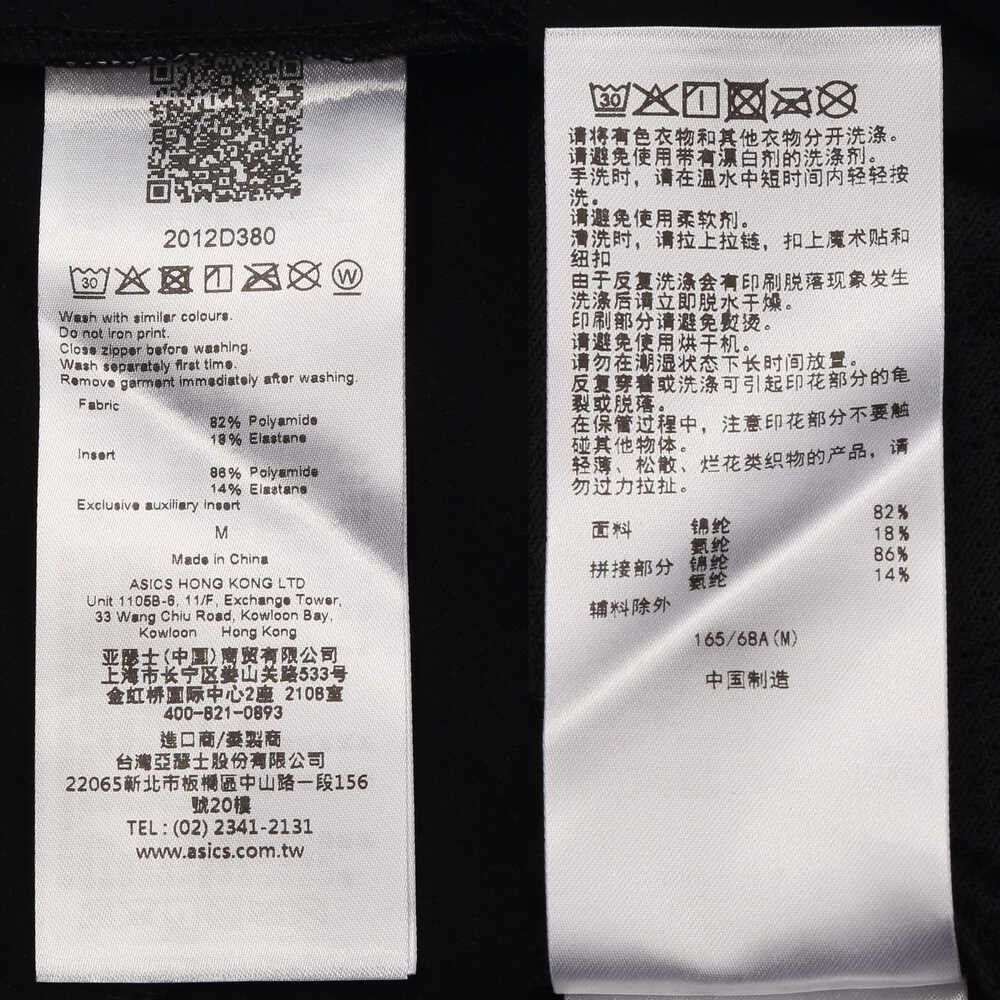 2012D380
30
W
Wash with similar colours.
Do not iron print.
Close zipper before washing.
Wash separately first time.
Remove garment immediately after washing.
Fabric
82% Polyamide
18% Elastane
Insert
86% Polyamide
14% Elastane
Exclusive auxiliary insert
M
Made in China
ASICS HONG KONG LTD
Unit 1105B-6, 11/F, Exchange Tower,
33 Wang Chiu Road, Kowloon Bay,
Kowloon Hong Kong
亚瑟士(中国)商贸有限公司
上海市长宁区娄山关路533号
金虹桥国际中心2座 2108室
400-821-0893
進口商/委製商
台灣亞瑟士股份有限公司
22065新北市板橋區中山路一段156
號20樓
TEL : (02) 2341-2131
www.asics.com.tw
30
请将有色衣物和其他衣物分开洗涤。
请避免使用带有漂白剂的洗涤剂。
手洗时，请在温水中短时间内轻轻按
洗。
请避免使用柔软剂。
清洗时，请拉上拉链，扣上魔术贴和
纽扣
由于反复洗涤会有印刷脱落现象发生
洗涤后请立即脱水干燥。
印刷部分请避免熨烫。
请避免使用烘干机。
请勿在潮湿状态下长时间放置。
反复穿着或洗涤可引起印花部分的龟
裂或脱落。
在保管过程中，注意印花部分不要触
碰其他物体。
轻薄、松散、烂花类织物的产品，请
勿过力拉扯。
面料 锦纶 82%
氨纶 18%
拼接部分 锦纶 86%
氨纶 14%
辅料除外
165/68A(M)
中国制造